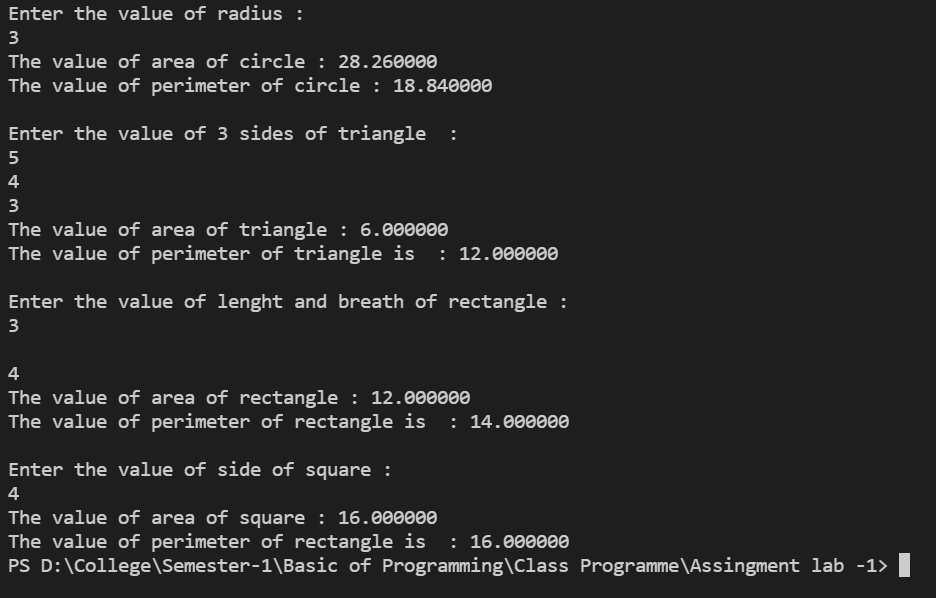 Enter the value of radius :
3
The value of area of circle : 28.260000
The value of perimeter of circle : 18.840000
Enter the value of 3 sides of triangle  :
5
4
3
The value of area of triangle : 6.000000
The value of perimeter of triangle is  : 12.000000
Enter the value of lenght and breath of rectangle :
3
4
The value of area of rectangle : 12.000000
The value of perimeter of rectangle is  : 14.000000
Enter the value of side of square :
4
The value of area of square : 16.000000
The value of perimeter of rectangle is  : 16.000000
PS D:\College\Semester-1\Basic of Programming\Class Programme\Assingment lab -1>